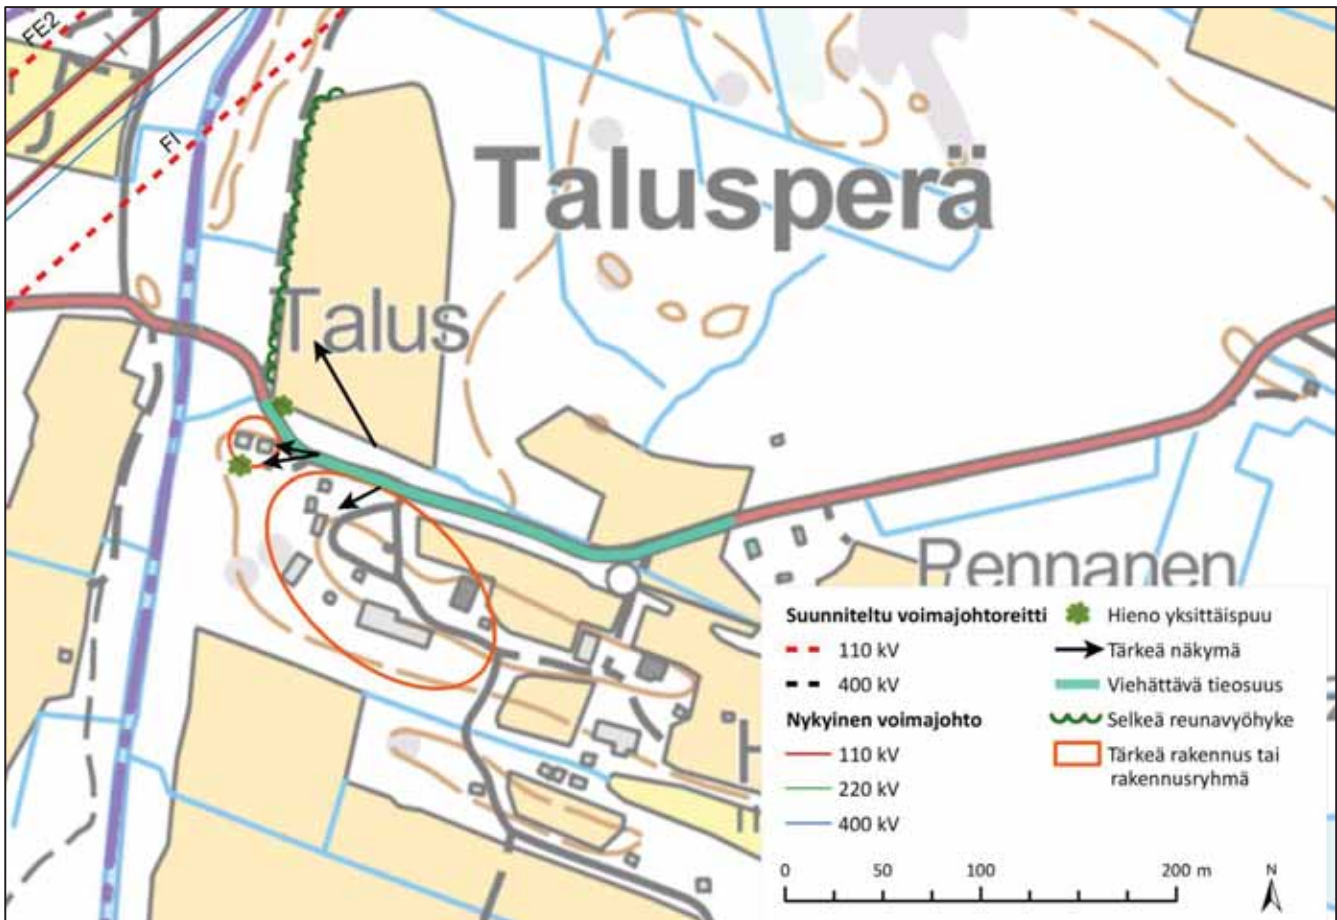 FE2
FI
Talusperä
Talus
Pennanen
Suunniteltu voimajohtoreitti
110 kV
400 kV
Nykyinen voimajohto
110 kV
220 kV
400 kV
Hieno yksittäispuu
Tärkeä näkymä
Viehättävä tieosuus
Selkeä reunavyöhyke
Tärkeä rakennus tai
rakennusryhmä
0 50 100 200 m
N